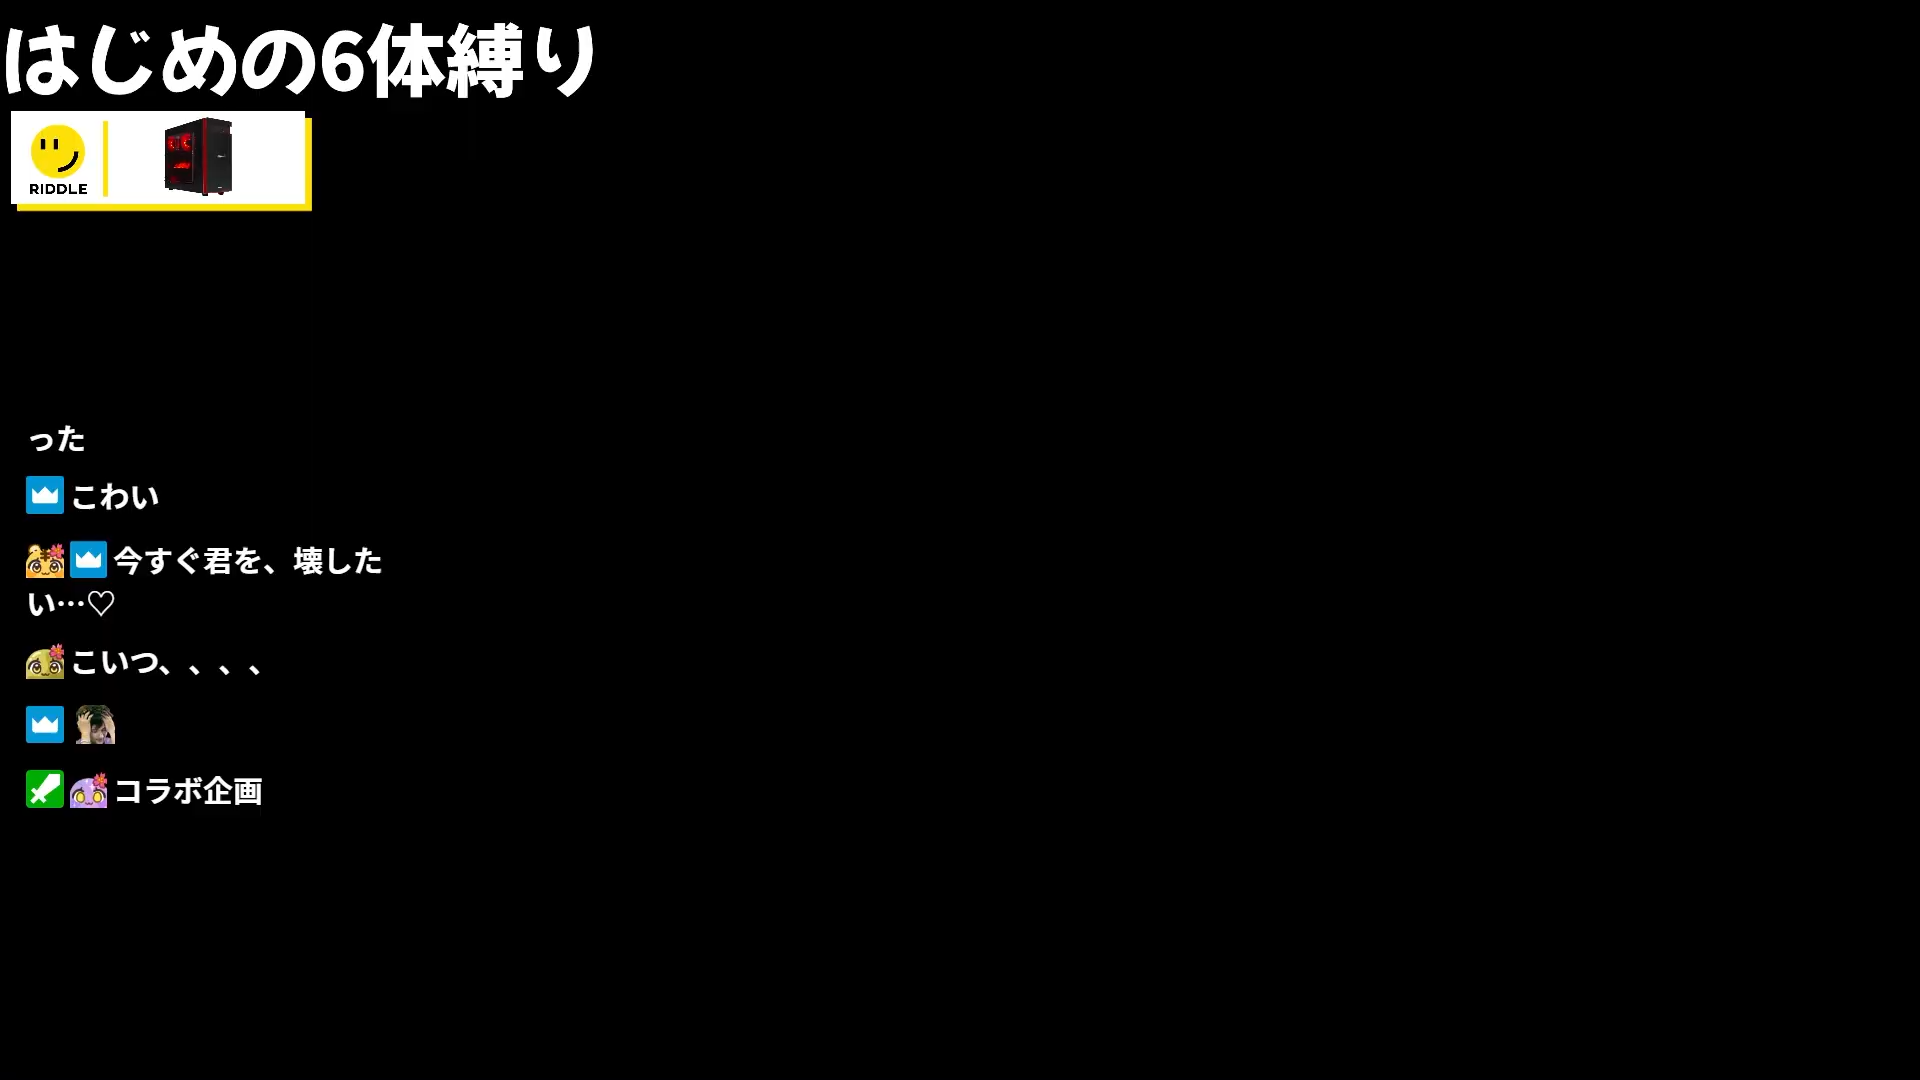 はじめの6体縛り
RIDDLE
った
こわい
今すぐ君を、壊した
い…♡
こいつ、、、、
コラボ企画